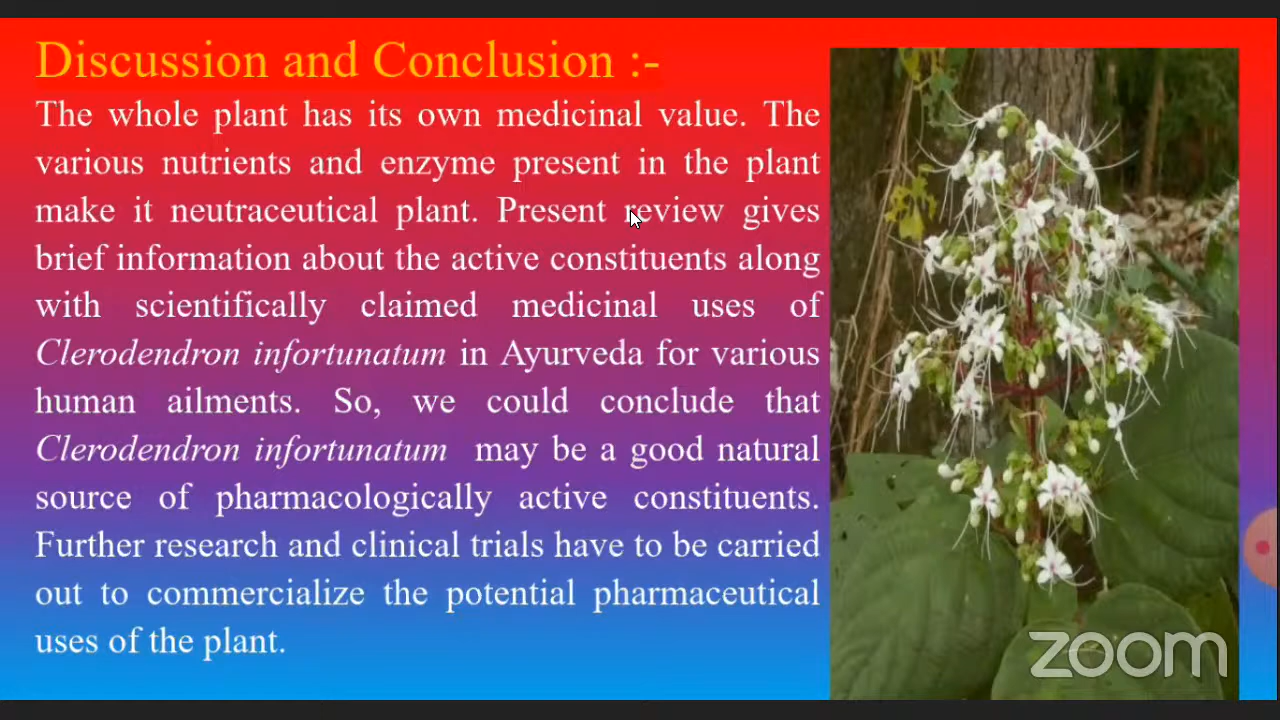 Discussion and Conclusion :-
The whole plant has its own medicinal value. The
various nutrients and enzyme present in the plant
make it neutraceutical plant. Present review gives
brief information about the active constituents along
with scientifically claimed medicinal uses of
Clerodendron infortunatum in Ayurveda for various
human ailments. So, we could conclude that
Clerodendron infortunatum may be a good natural
source of pharmacologically active constituents.
Further research and clinical trials have to be carried
out to commercialize the potential pharmaceutical
uses of the plant.
zoom